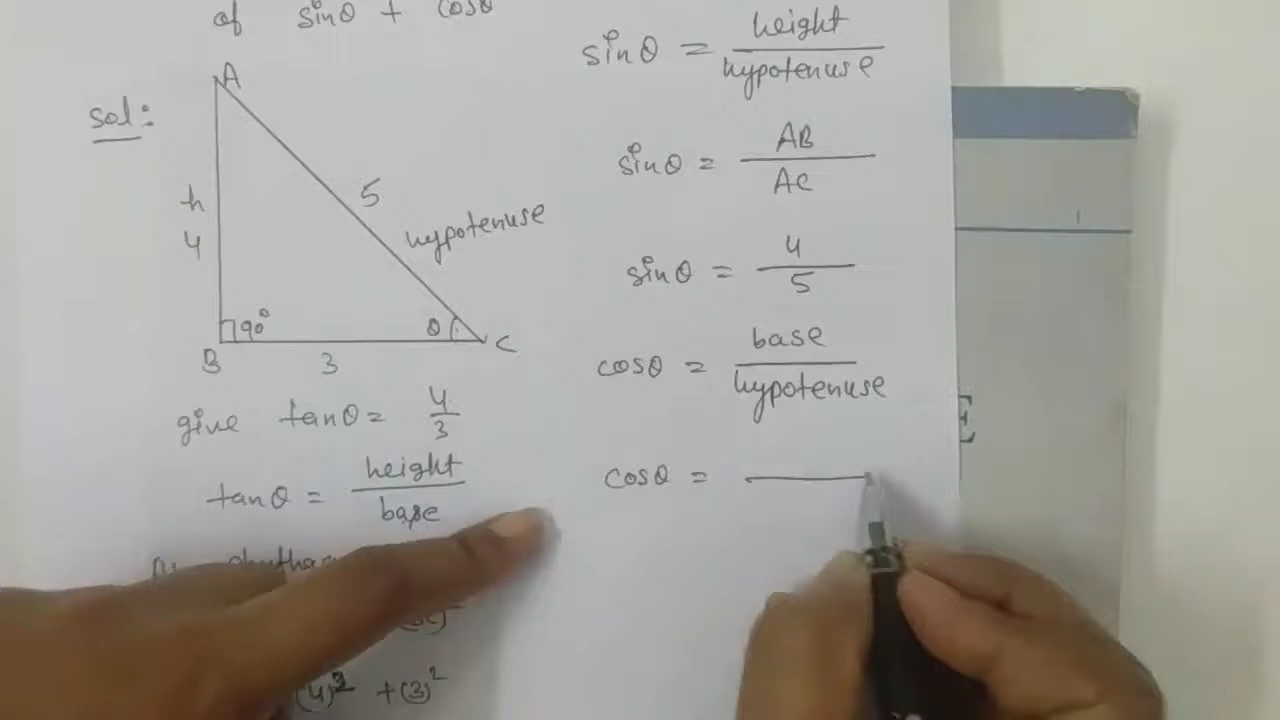 of sinθ + cosθ
Sol:
A
h
4
5
hypotenuse
90°
θ
B
3
C
give tanθ = 4/3
tanθ = height/base
(4)² + (3)²
sinθ = height/hypotenuse
sinθ = AB/AC
sinθ = 4/5
cosθ = base/hypotenuse
cosθ =
E